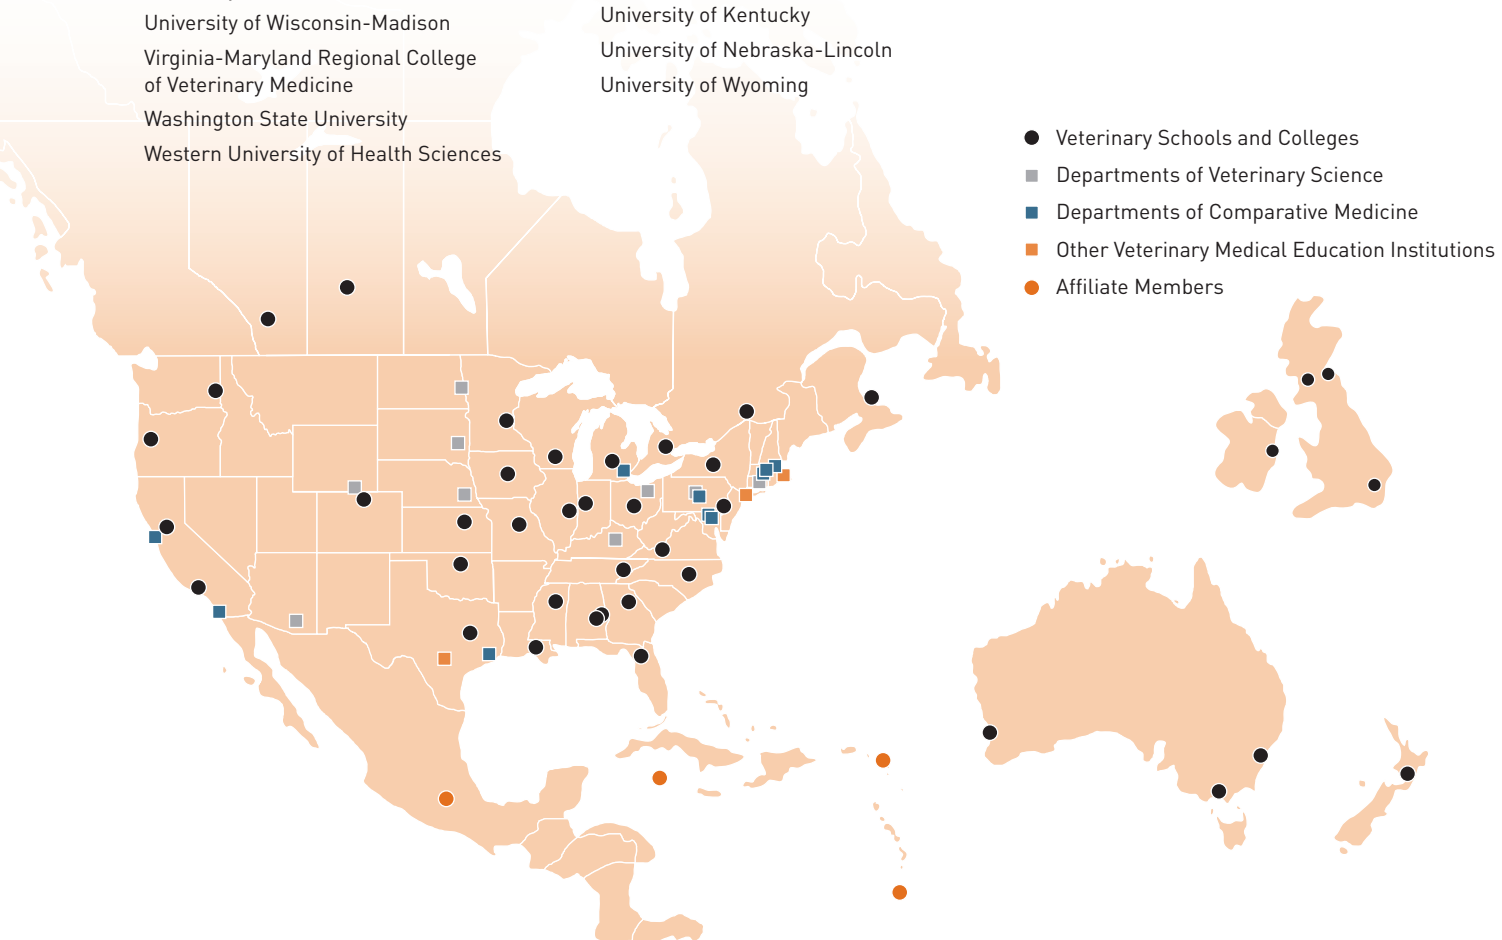 University of Wisconsin-Madison
Virginia-Maryland Regional College
of Veterinary Medicine
Washington State University
Western University of Health Sciences
University of Kentucky
University of Nebraska-Lincoln
University of Wyoming
Veterinary Schools and Colleges
Departments of Veterinary Science
Departments of Comparative Medicine
Other Veterinary Medical Education Institutions
Affiliate Members